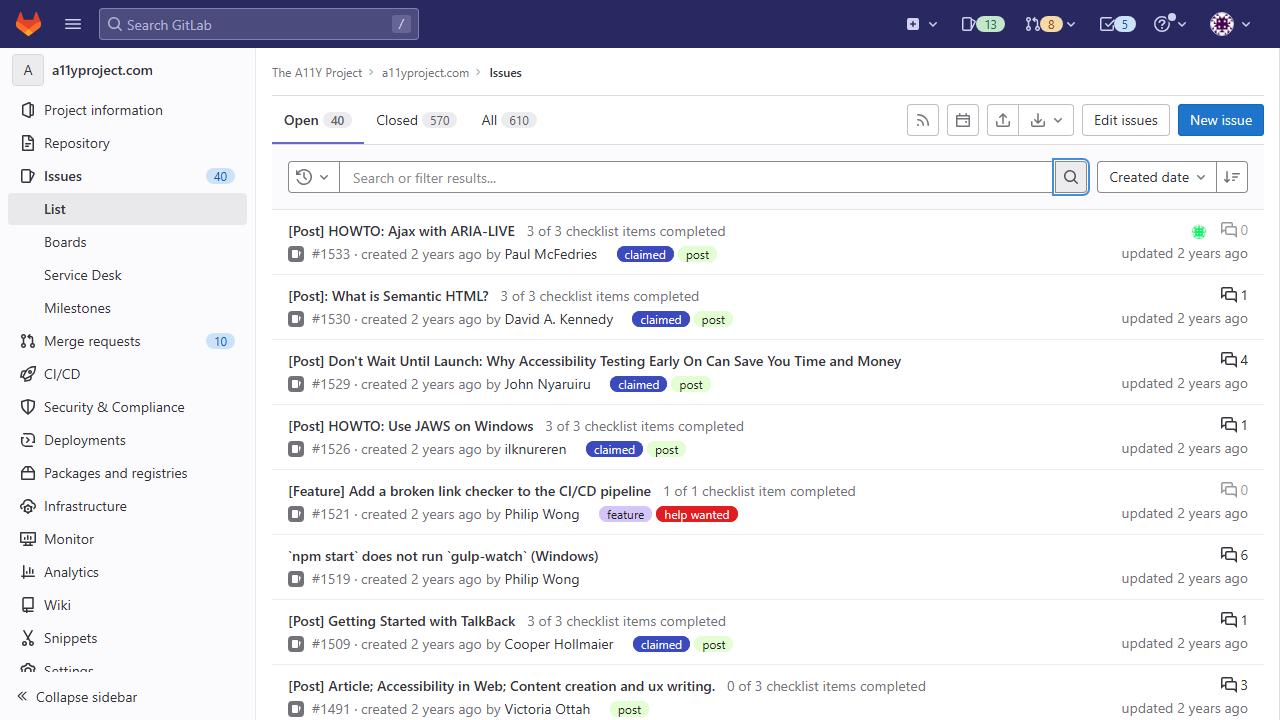 Search GitLab /
13
8
5
A a11yproject.com
Project information
Repository
Issues 40
List
Boards
Service Desk
Milestones
Merge requests 10
CI/CD
Security & Compliance
Deployments
Packages and registries
Infrastructure
Monitor
Analytics
Wiki
Snippets
Settings
Collapse sidebar
The A11Y Project > a11yproject.com > Issues
Open 40 Closed 570 All 610
Edit issues New issue
Search or filter results...
Created date
[Post] HOWTO: Ajax with ARIA-LIVE 3 of 3 checklist items completed 0
#1533 · created 2 years ago by Paul McFedries claimed post updated 2 years ago
[Post]: What is Semantic HTML? 3 of 3 checklist items completed 1
#1530 · created 2 years ago by David A. Kennedy claimed post updated 2 years ago
[Post] Don't Wait Until Launch: Why Accessibility Testing Early On Can Save You Time and Money 4
#1529 · created 2 years ago by John Nyaruiru claimed post updated 2 years ago
[Post] HOWTO: Use JAWS on Windows 3 of 3 checklist items completed 1
#1526 · created 2 years ago by ilknureren claimed post updated 2 years ago
[Feature] Add a broken link checker to the CI/CD pipeline 1 of 1 checklist item completed 0
#1521 · created 2 years ago by Philip Wong feature help wanted updated 2 years ago
`npm start` does not run `gulp-watch` (Windows) 6
#1519 · created 2 years ago by Philip Wong updated 2 years ago
[Post] Getting Started with TalkBack 3 of 3 checklist items completed 1
#1509 · created 2 years ago by Cooper Hollmaier claimed post updated 2 years ago
[Post] Article; Accessibility in Web; Content creation and ux writing. 0 of 3 checklist items completed 3
#1491 · created 2 years ago by Victoria Ottah post updated 2 years ago